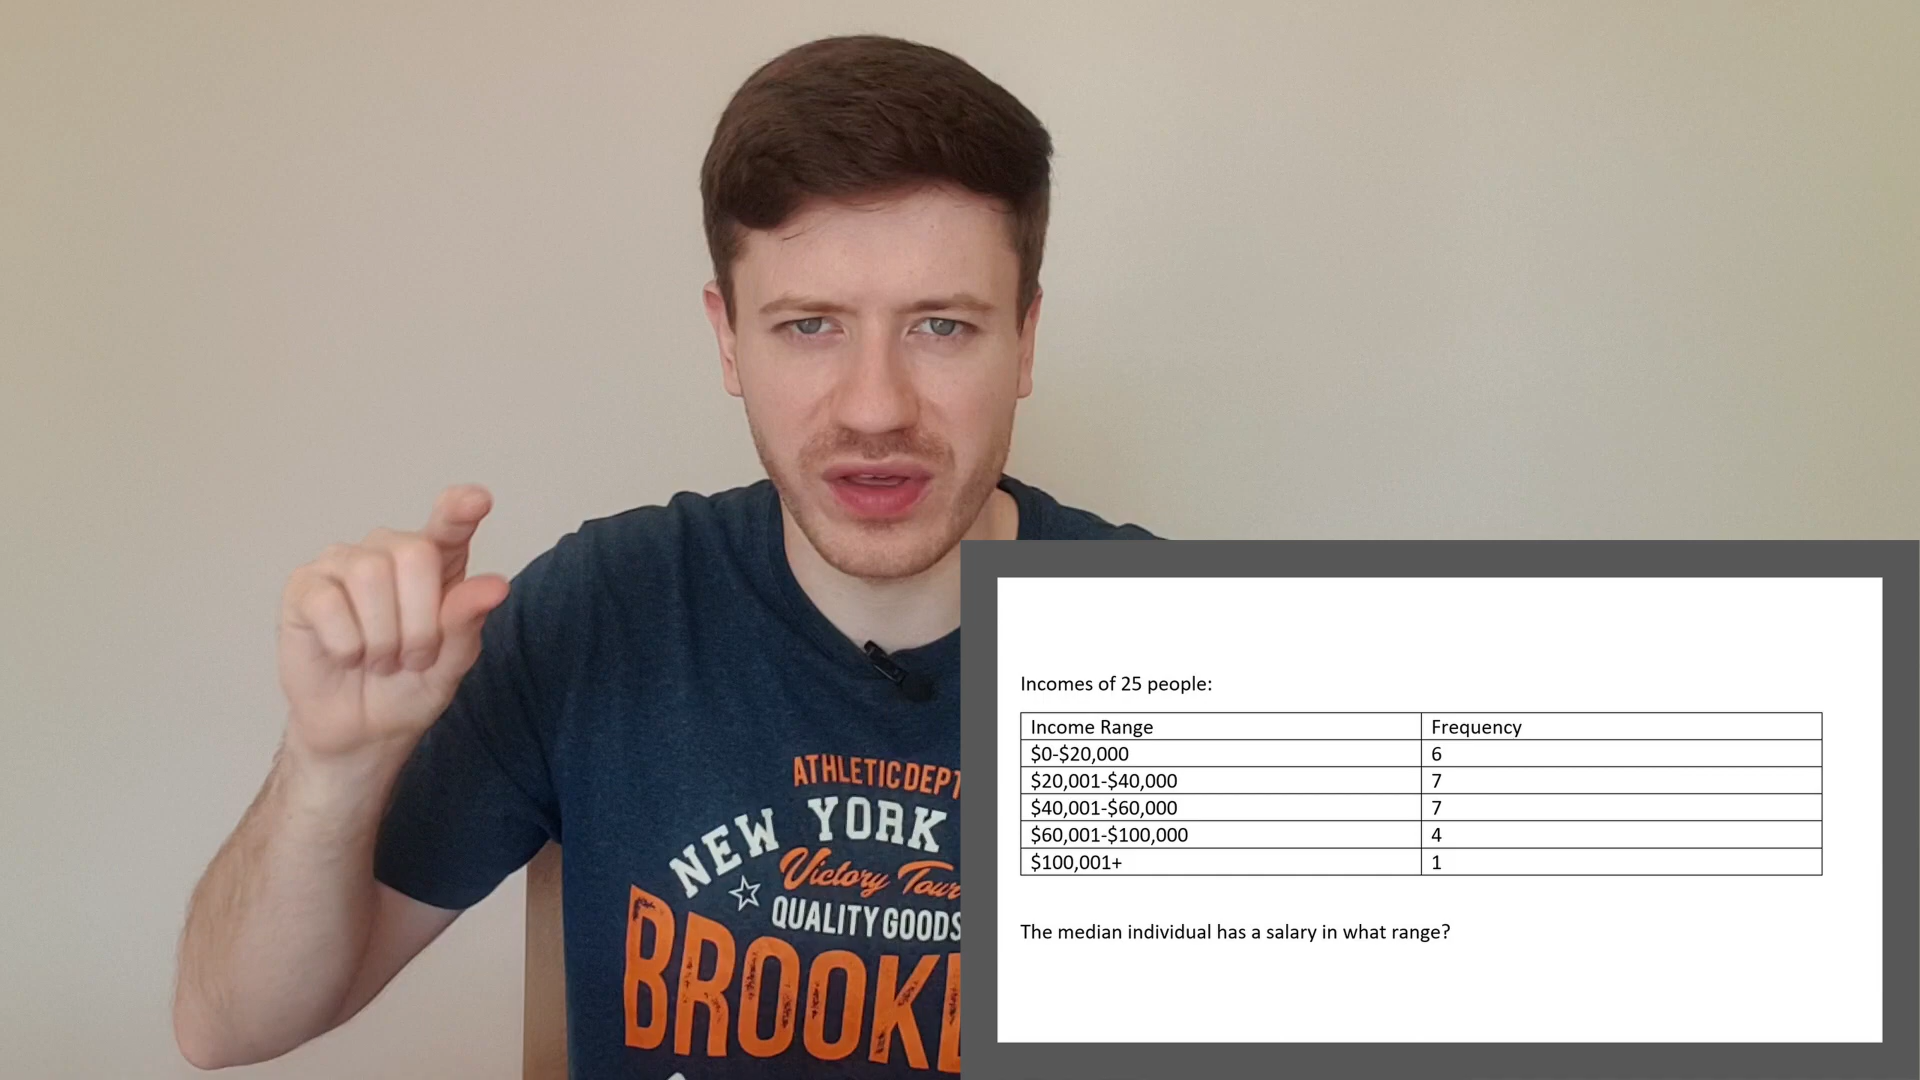 ATHLETIC DEPT
NEW YORK
Victory Tour
QUALITY GOODS
Incomes of 25 people:
Income Range Frequency
$0-$20,000 6
$20,001-$40,000 7
$40,001-$60,000 7
$60,001-$100,000 4
$100,001+ 1
The median individual has a salary in what range?